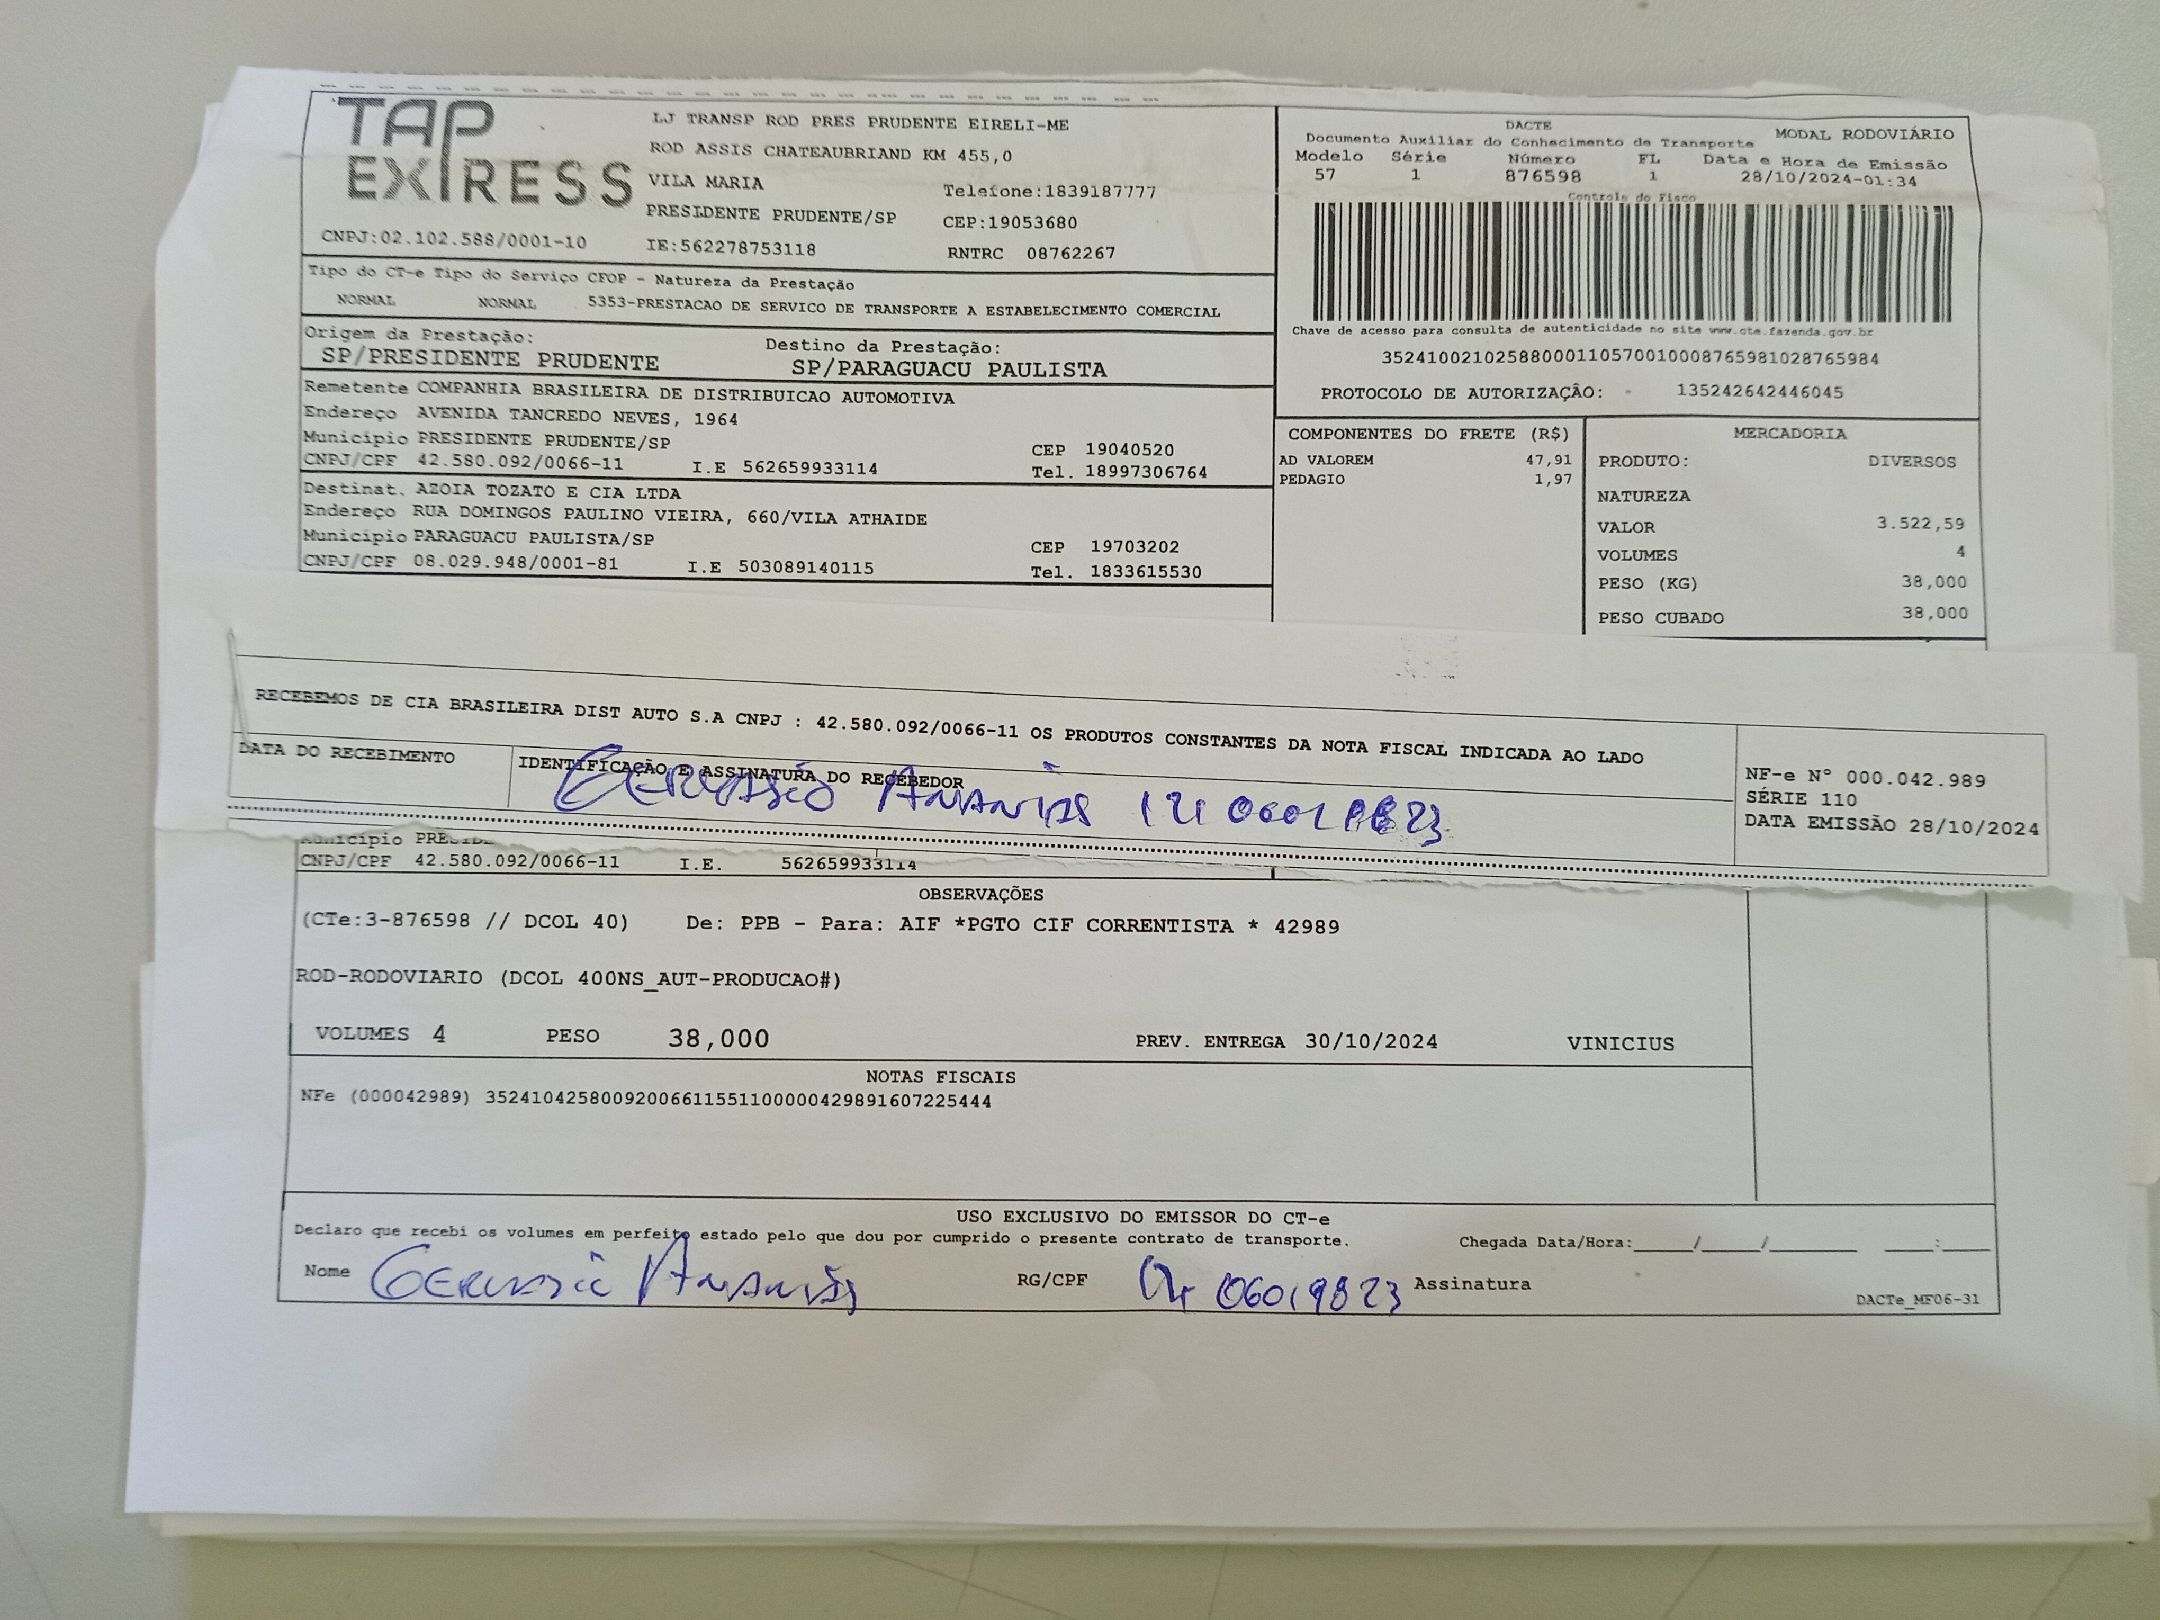 TAP
EXPRESS
LJ TRANSP ROD PRES PRUDENTE EIRELI-ME
ROD ASSIS CHATEAUBRIAND KM 455,0
VILA MARIA
Telefone:1839187777
PRESIDENTE PRUDENTE/SP CEP:19053680
CNPJ:02.102.588/0001-10 IE:562278753118 RNTRC 08762267
DACTE MODAL RODOVIÁRIO
Documento Auxiliar do Conhecimento de Transporte
Modelo Série Número FL Data e Hora de Emissão
57 1 876598 1 28/10/2024-01:34
Controle do Fisco
Chave de acesso para consulta de autenticidade no site www.cte.fazenda.gov.br
35241002102588000110570010008765981028765984
PROTOCOLO DE AUTORIZAÇÃO: - 135242642446045
Tipo do CT-e Tipo do Serviço CFOP - Natureza da Prestação
NORMAL NORMAL 5353-PRESTACAO DE SERVICO DE TRANSPORTE A ESTABELECIMENTO COMERCIAL
Origem da Prestação: Destino da Prestação:
SP/PRESIDENTE PRUDENTE SP/PARAGUACU PAULISTA
Remetente COMPANHIA BRASILEIRA DE DISTRIBUICAO AUTOMOTIVA
Endereço AVENIDA TANCREDO NEVES, 1964
Município PRESIDENTE PRUDENTE/SP CEP 19040520
CNPJ/CPF 42.580.092/0066-11 I.E 562659933114 Tel. 18997306764
Destinat. AZOIA TOZATO E CIA LTDA
Endereço RUA DOMINGOS PAULINO VIEIRA, 660/VILA ATHAIDE
Município PARAGUACU PAULISTA/SP CEP 19703202
CNPJ/CPF 08.029.948/0001-81 I.E 503089140115 Tel. 1833615530
COMPONENTES DO FRETE (R$)
AD VALOREM 47,91
PEDAGIO 1,97
MERCADORIA
PRODUTO: DIVERSOS
NATUREZA
VALOR 3.522,59
VOLUMES 4
PESO (KG) 38,000
PESO CUBADO 38,000
RECEBEMOS DE CIA BRASILEIRA DIST AUTO S.A CNPJ : 42.580.092/0066-11 OS PRODUTOS CONSTANTES DA NOTA FISCAL INDICADA AO LADO
DATA DO RECEBIMENTO IDENTIFICAÇÃO E ASSINATURA DO RECEBEDOR
Gervasio Ananias
NF-e N° 000.042.989
SÉRIE 110
DATA EMISSÃO 28/10/2024
Município
CNPJ/CPF 42.580.092/0066-11 I.E. 562659933114
OBSERVAÇÕES
(CTe:3-876598 // DCOL 40) De: PPB - Para: AIF *PGTO CIF CORRENTISTA * 42989
ROD-RODOVIARIO (DCOL 400NS_AUT-PRODUCAO#)
VOLUMES 4 PESO 38,000 PREV. ENTREGA 30/10/2024 VINICIUS
NOTAS FISCAIS
NFe (000042989) 35241042580092006611551100000429891607225444
USO EXCLUSIVO DO EMISSOR DO CT-e
Declaro que recebi os volumes em perfeito estado pelo que dou por cumprido o presente contrato de transporte. Chegada Data/Hora:____/____/______ ___:___
Nome Gervasio Ananias RG/CPF Assinatura
DACTe_MF06-31